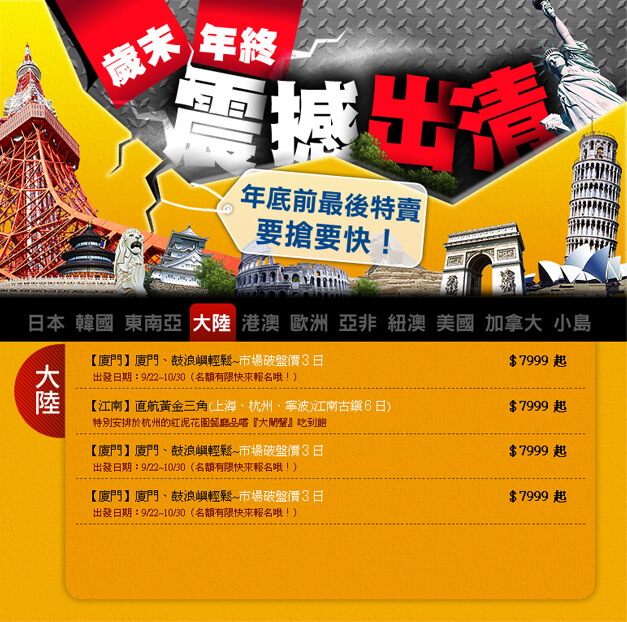 歲末 年終
震撼出清
年底前最後特賣
要搶要快！
日本 韓國 東南亞 大陸 港澳 歐洲 亞非 紐澳 美國 加拿大 小島
大陸
【廈門】廈門、鼓浪嶼輕鬆~市場破盤價3日 $7999 起
出發日期：9/22~10/30（名額有限快來報名哦！）
【江南】直航黃金三角(上海、杭州、寧波)江南古鎮6日) $7999 起
特別安排於杭州的紅泥花園餐廳品嚐『大閘蟹』吃到飽
【廈門】廈門、鼓浪嶼輕鬆~市場破盤價3日 $7999 起
出發日期：9/22~10/30（名額有限快來報名哦！）
【廈門】廈門、鼓浪嶼輕鬆~市場破盤價3日 $7999 起
出發日期：9/22~10/30（名額有限快來報名哦！）